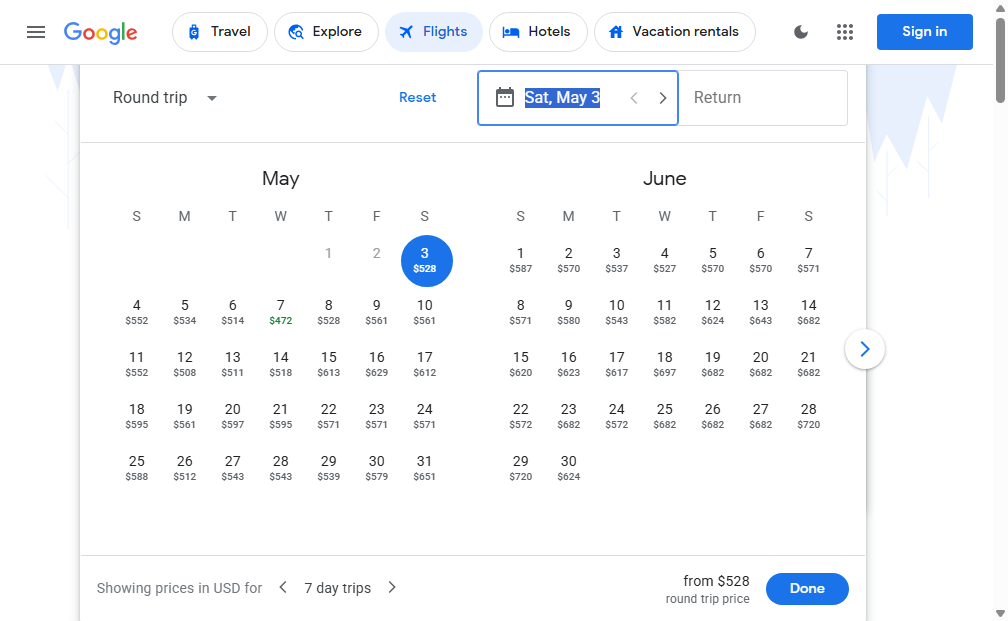 Google
Travel
Explore
Flights
Hotels
Vacation rentals
Sign in
Round trip
Reset
Sat, May 3
Return
May
S M T W T F S
1 2 3
$528
4 5 6 7 8 9 10
$552 $534 $514 $472 $528 $561 $561
11 12 13 14 15 16 17
$552 $508 $511 $518 $613 $629 $612
18 19 20 21 22 23 24
$595 $561 $597 $595 $571 $571 $571
25 26 27 28 29 30 31
$588 $512 $543 $543 $539 $579 $651
June
S M T W T F S
1 2 3 4 5 6 7
$587 $570 $537 $527 $570 $570 $571
8 9 10 11 12 13 14
$571 $580 $543 $582 $624 $643 $682
15 16 17 18 19 20 21
$620 $623 $617 $697 $682 $682 $682
22 23 24 25 26 27 28
$572 $682 $572 $682 $682 $682 $720
29 30
$720 $624
Showing prices in USD for
7 day trips
from $528
round trip price
Done